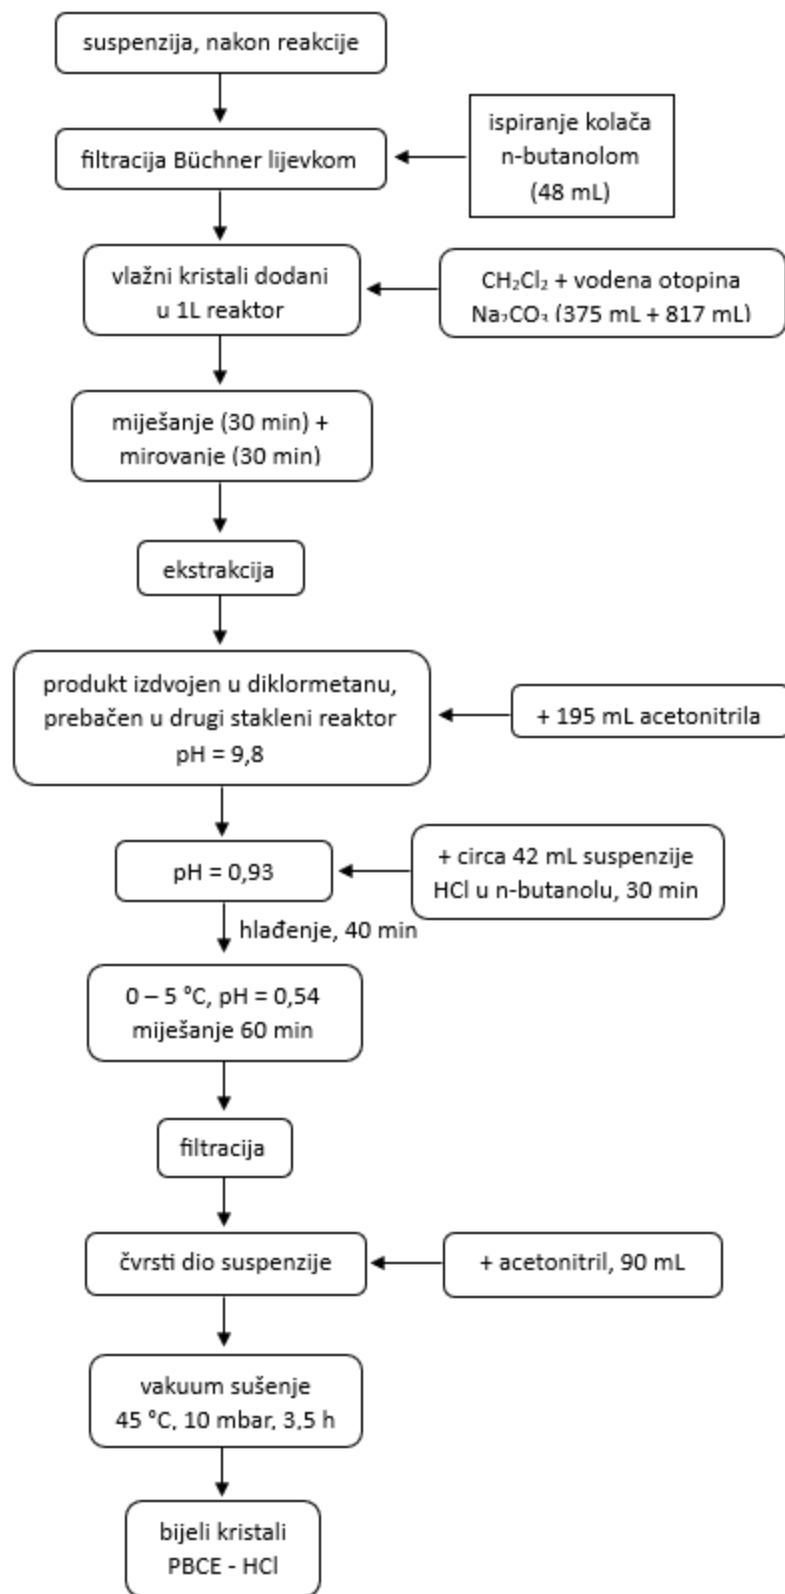 suspenzija, nakon reakcije
filtracija Büchner lijevkom
ispiranje kolača
n-butanolom
(48 mL)
vlažni kristali dodani
u 1L reaktor
CH₂Cl₂ + vodena otopina
Na₂CO₃ (375 mL + 817 mL)
miješanje (30 min) +
mirovanje (30 min)
ekstrakcija
produkt izdvojen u diklormetanu,
prebačen u drugi stakleni reaktor
pH = 9,8
+ 195 mL acetonitrila
pH = 0,93
+ circa 42 mL suspenzije
HCl u n-butanolu, 30 min
hlađenje, 40 min
0 – 5 °C, pH = 0,54
miješanje 60 min
filtracija
čvrsti dio suspenzije
+ acetonitril, 90 mL
vakuum sušenje
45 °C, 10 mbar, 3,5 h
bijeli kristali
PBCE - HCl